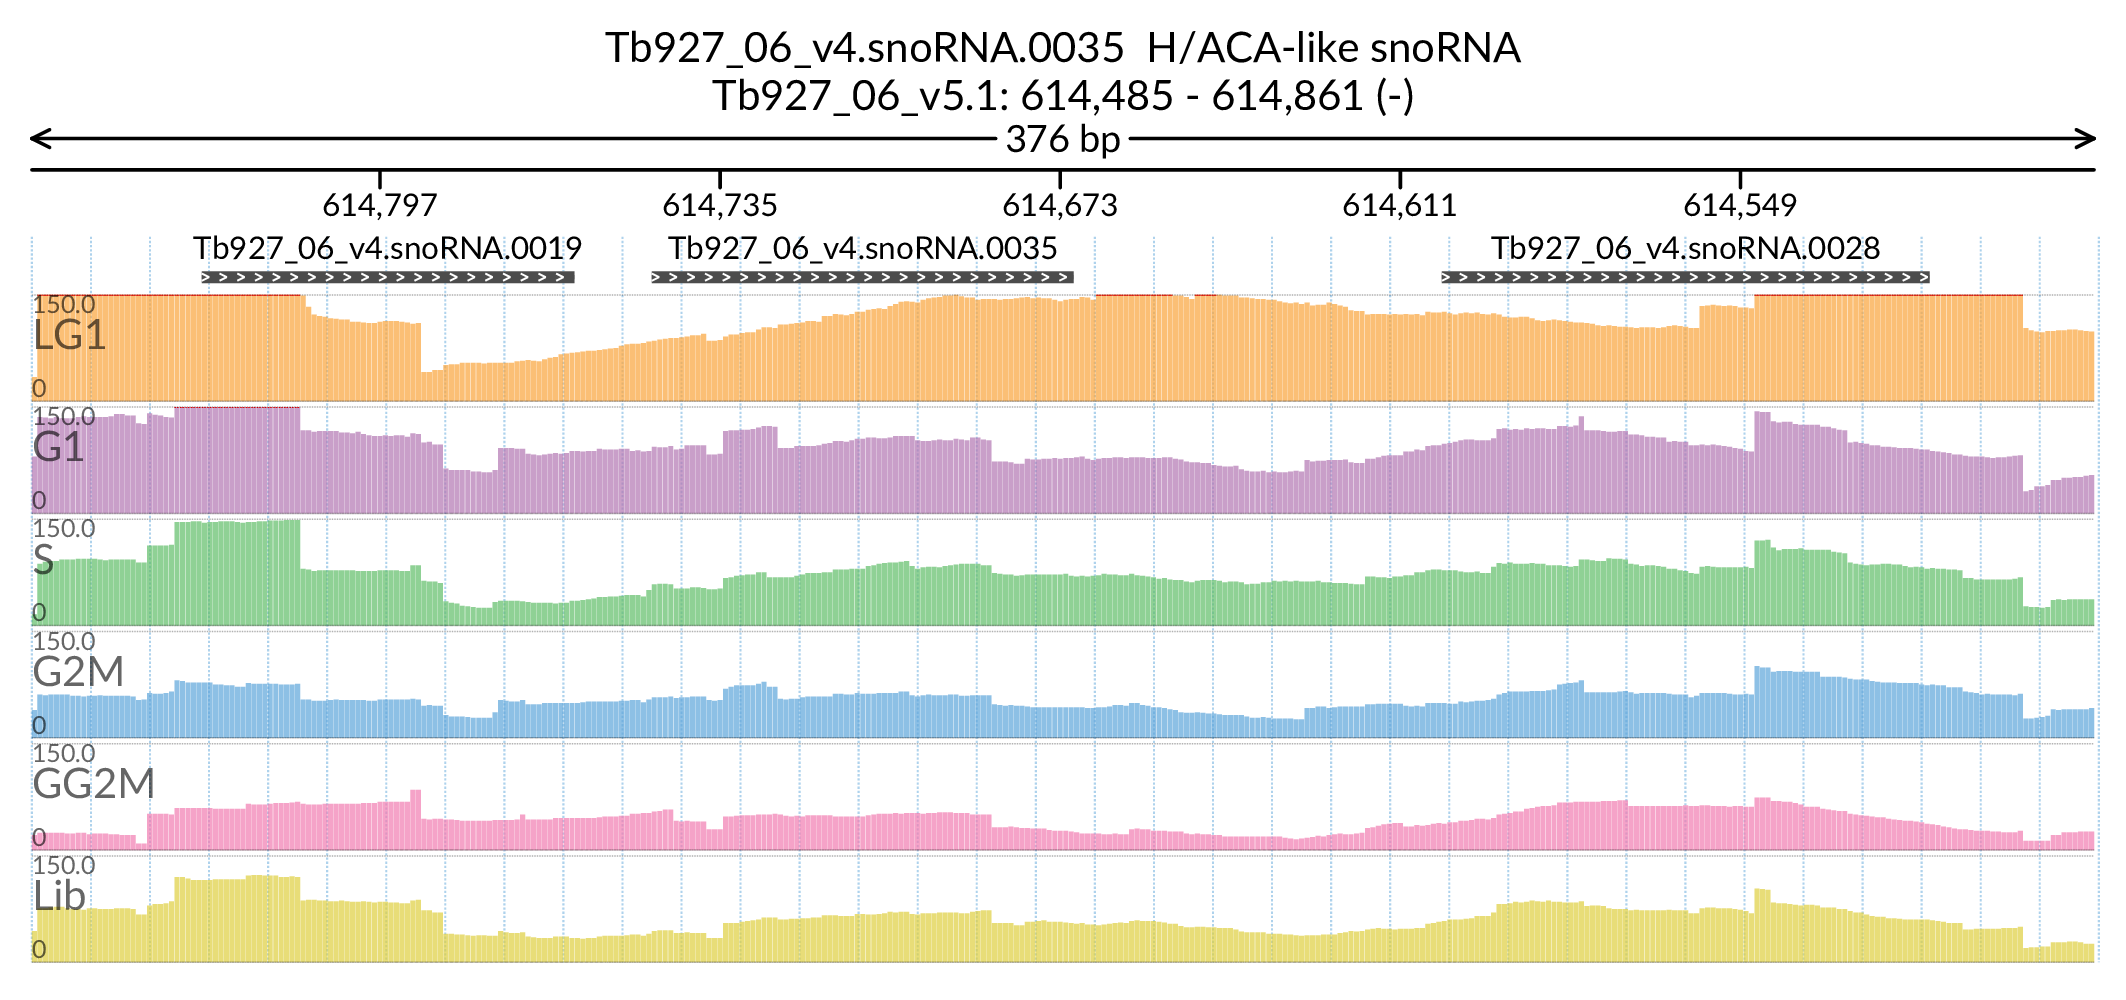 Tb927_06_v4.snoRNA.0035  H/ACA-like snoRNA
Tb927_06_v5.1: 614,485 - 614,861 (-)
376 bp
614,797 614,735 614,673 614,611 614,549
Tb927_06_v4.snoRNA.0019 Tb927_06_v4.snoRNA.0035 Tb927_06_v4.snoRNA.0028
150.0
LG1
0
150.0
G1
0
150.0
S
0
150.0
G2M
0
150.0
GG2M
0
150.0
Lib
0